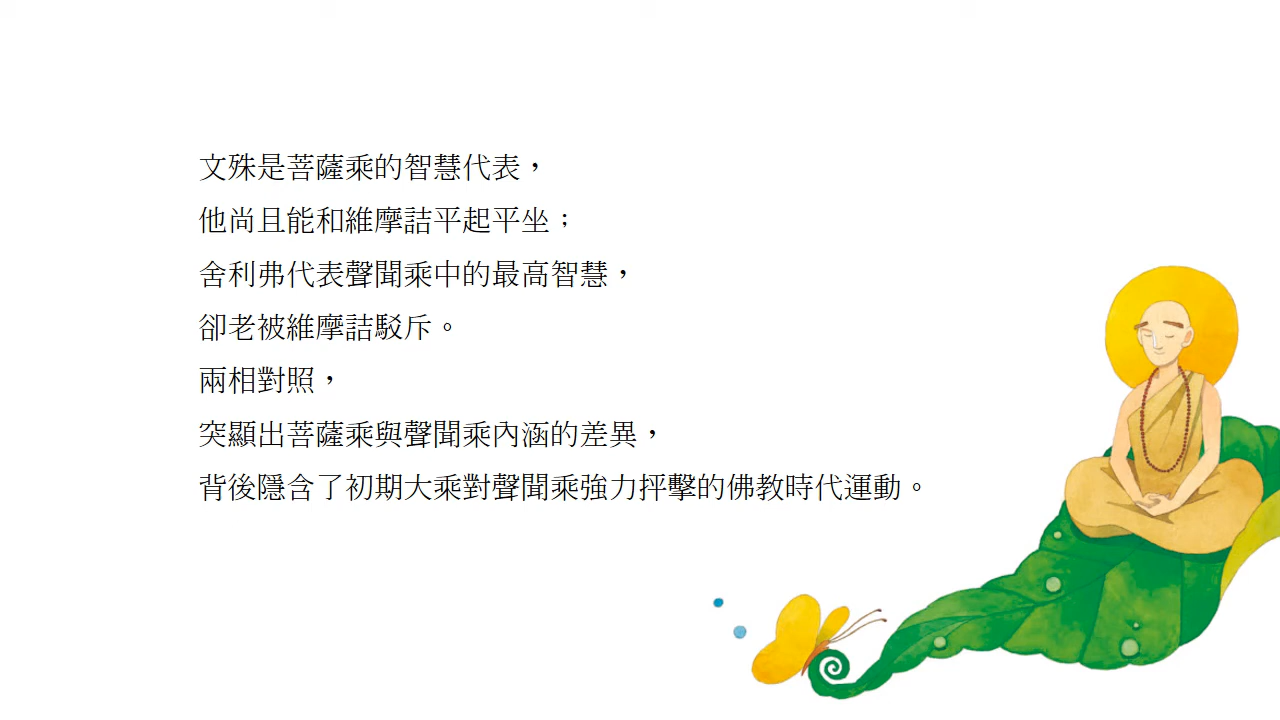 文殊是菩薩乘的智慧代表，
他尚且能和維摩詰平起平坐；
舍利弗代表聲聞乘中的最高智慧，
卻老被維摩詰駁斥。
兩相對照，
突顯出菩薩乘與聲聞乘內涵的差異，
背後隱含了初期大乘對聲聞乘強力抨擊的佛教時代運動。